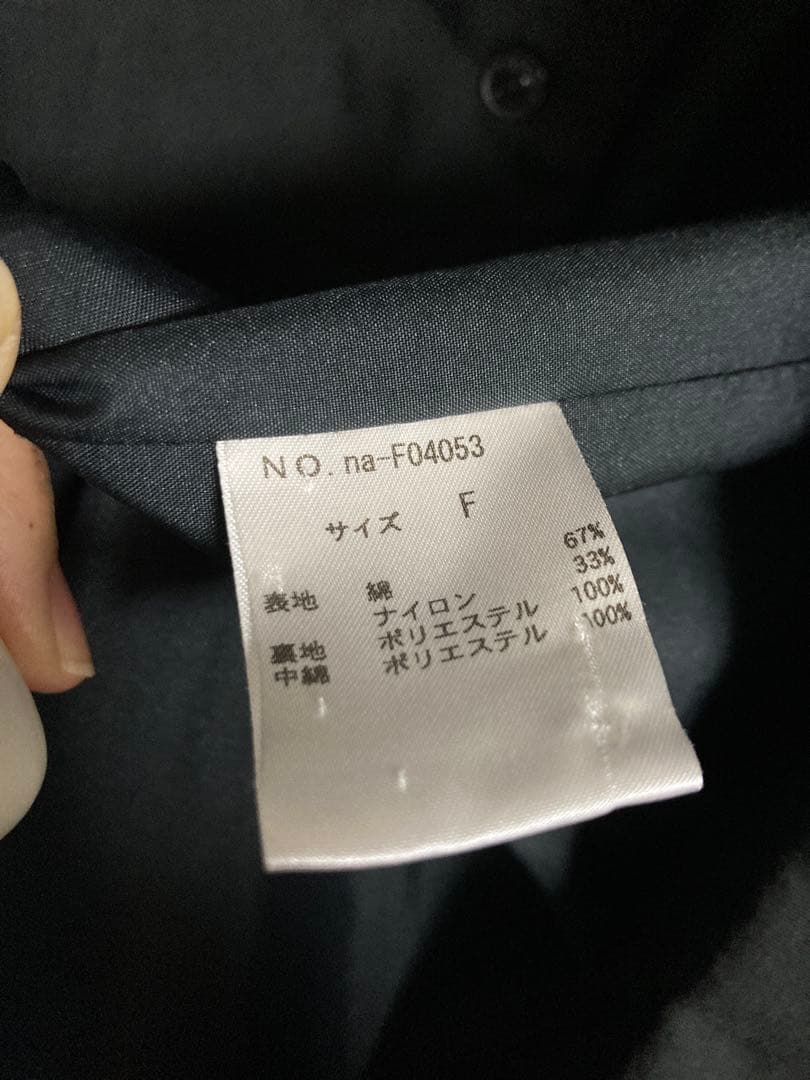 NO. na-F04053
サイズ F
表地 綿 67%
ナイロン 33%
裏地 ポリエステル 100%
中綿 ポリエステル 100%